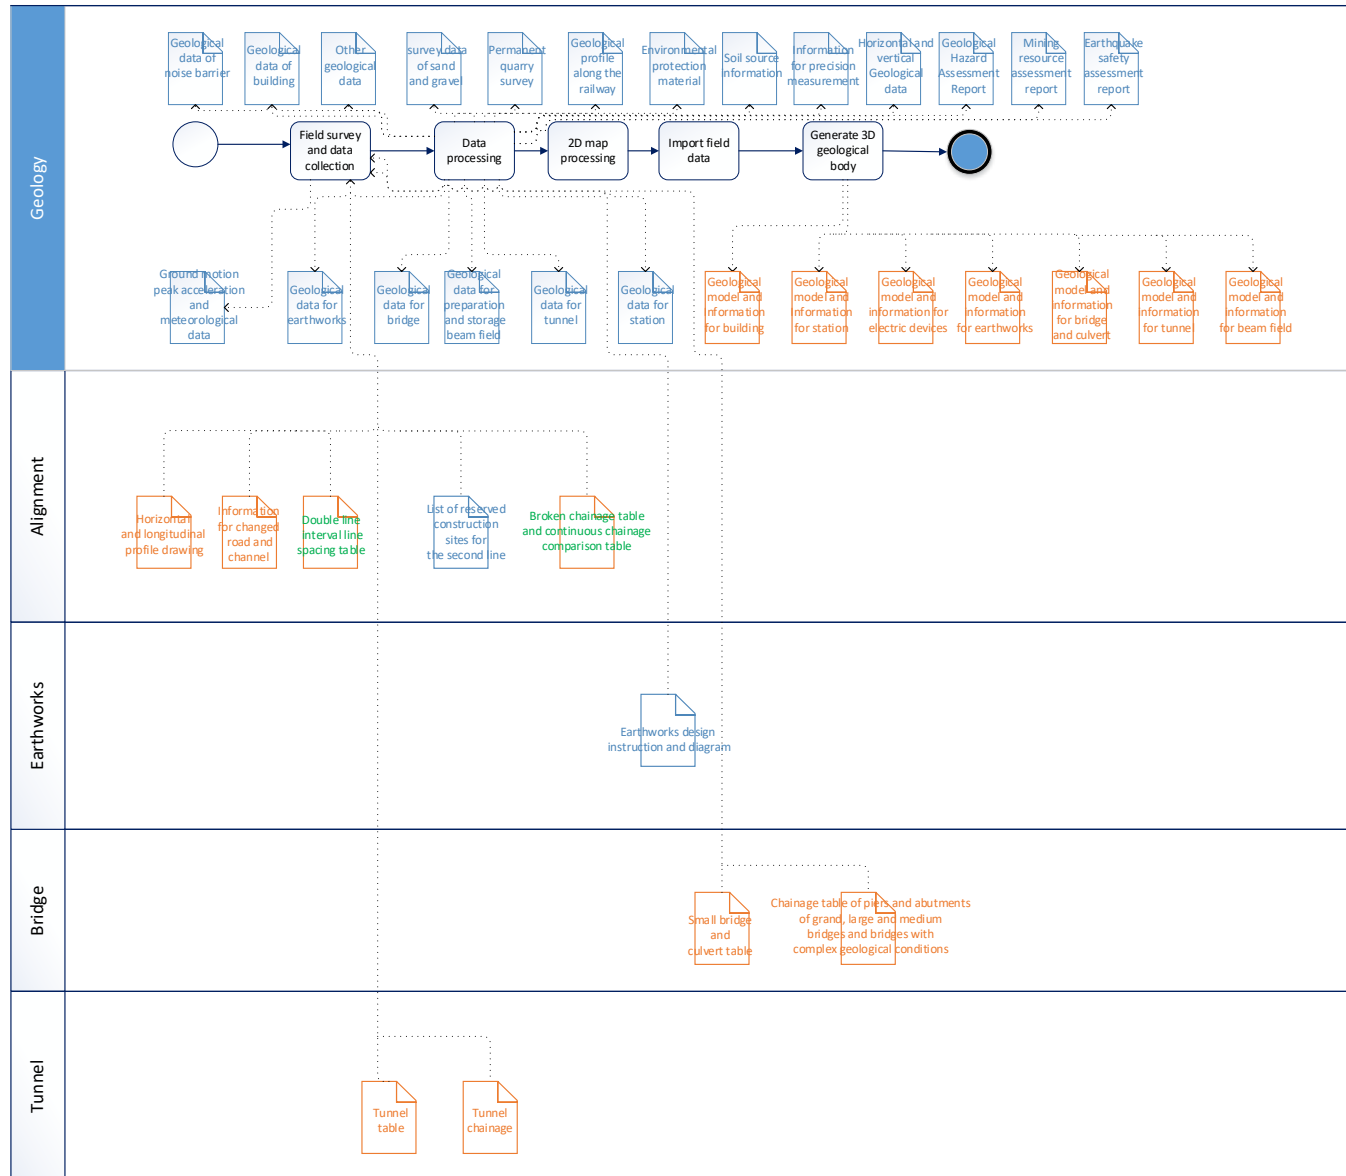 Geology
Geological
data of
noise barrier
Geological
data of
building
Other
geological
data
survey data
of sand
and gravel
Permanent
quarry
survey
Geological
profile
along the
railway
Environmental
protection
material
Soil source
information
Information
for precision
measurement
Horizontal and
vertical
Geological
data
Geological
Hazard
Assessment
Report
Mining
resource
assessment
report
Earthquake
safety
assessment
report
Field survey
and data
collection
Data
processing
2D map
processing
Import field
data
Generate 3D
geological
body
Ground motion
peak acceleration
and
meteorological
data
Geological
data for
earthworks
Geological
data for
bridge
Geological
data for
preparation
and storage
beam field
Geological
data for
tunnel
Geological
data for
station
Geological
model and
information
for building
Geological
model and
information
for station
Geological
model and
information for
electric devices
Geological
model and
information
for earthworks
Geological
model and
information
for bridge
and culvert
Geological
model and
information
for tunnel
Geological
model and
information
for beam field
Alignment
Horizontal
and longitudinal
profile drawing
Information
for changed
road and
channel
Double line
interval line
spacing table
List of reserved
construction
sites for
the second line
Broken chainage table
and continuous chainage
comparison table
Earthworks
Earthworks design
instruction and diagram
Bridge
Small bridge
and
culvert table
Chainage table of piers and abutments
of grand, large and medium
bridges and bridges with
complex geological conditions
Tunnel
Tunnel
table
Tunnel
chainage